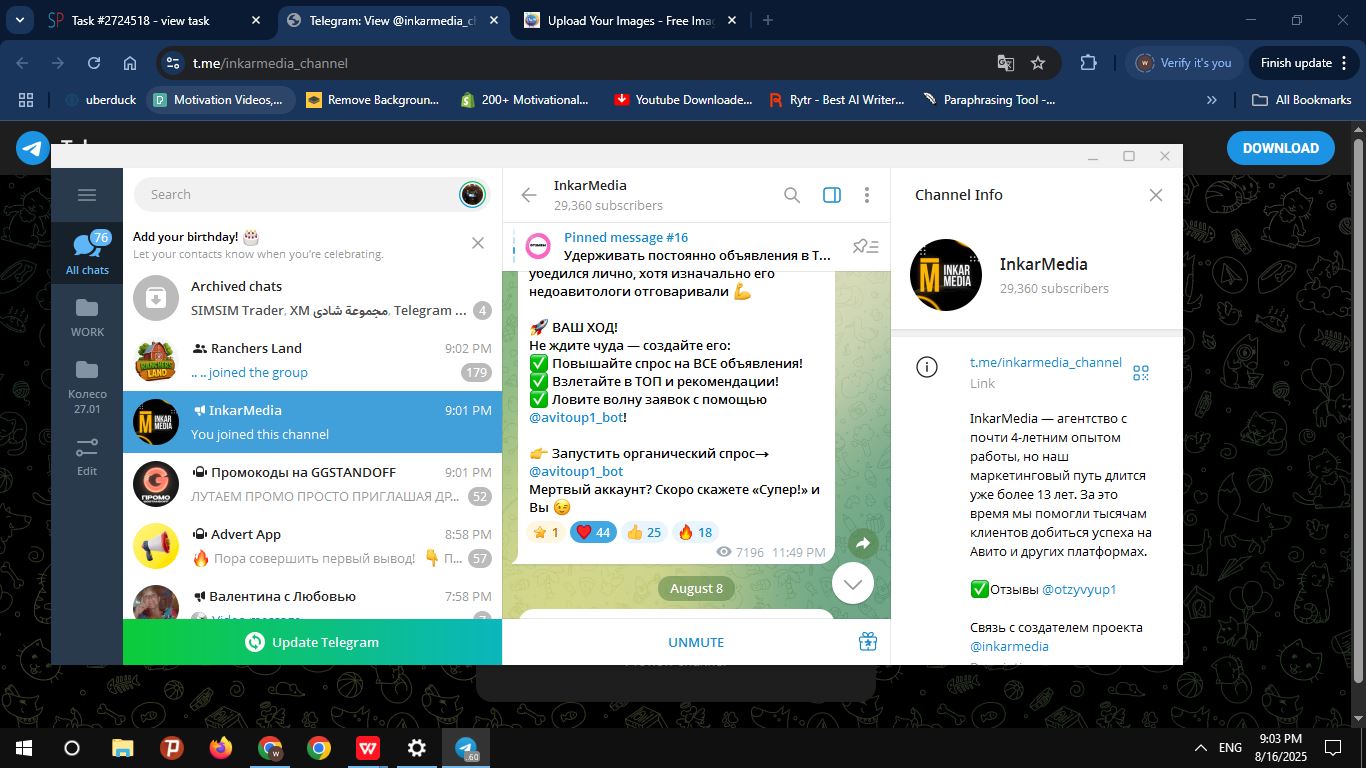 Task #2724518 - view task
Telegram: View @inkarmedia_ch
Upload Your Images - Free Imag
t.me/inkarmedia_channel
Verify it's you
Finish update
uberduck
Motivation Videos,...
Remove Backgroun...
200+ Motivational...
Youtube Downloade...
Rytr - Best AI Writer...
Paraphrasing Tool -...
All Bookmarks
DOWNLOAD
76
All chats
WORK
Колесо
27.01
Edit
Search
Add your birthday! 🎂
Let your contacts know when you're celebrating.
Archived chats
SIMSIM Trader, XM مجموعة شادى, Telegram ...
4
Ranchers Land
9:02 PM
.. .. joined the group
179
InkarMedia
9:01 PM
You joined this channel
Промокоды на GGSTANDOFF
9:01 PM
ЛУТАЕМ ПРОМО ПРОСТО ПРИГЛАШАЯ ДР...
52
Advert App
8:58 PM
🔥 Пора совершить первый вывод! 👇 П...
57
Валентина с Любовью
7:58 PM
Video message
Update Telegram
InkarMedia
29,360 subscribers
Pinned message #16
Удерживать постоянно объявления в Т...
убедился лично, хотя изначально его
недоавитологи отговаривали 💪
🚀 ВАШ ХОД!
Не ждите чуда — создайте его:
✅ Повышайте спрос на ВСЕ объявления!
✅ Взлетайте в ТОП и рекомендации!
✅ Ловите волну заявок с помощью
@avitoup1_bot!
👉 Запустить органический спрос→
@avitoup1_bot
Мертвый аккаунт? Скоро скажете «Супер!» и
Вы 😉
⭐ 1 ❤️ 44 👍 25 🔥 18
7196 11:49 PM
August 8
UNMUTE
Channel Info
InkarMedia
29,360 subscribers
t.me/inkarmedia_channel
Link
InkarMedia — агентство с
почти 4-летним опытом
работы, но наш
маркетинговый путь длится
уже более 13 лет. За это
время мы помогли тысячам
клиентов добиться успеха на
Авито и других платформах.
✅Отзывы @otzyvyup1
Связь с создателем проекта
@inkarmedia
INKAR
MEDIA
ENG
9:03 PM
8/16/2025
.60